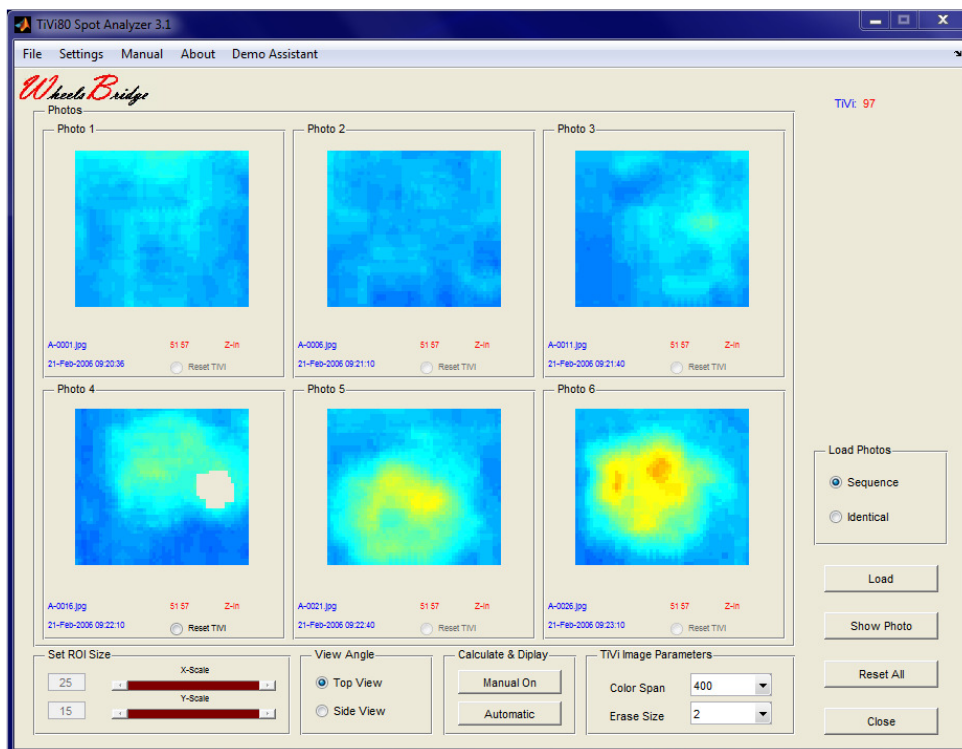 TiVi80 Spot Analyzer 3.1
File Settings Manual About Demo Assistant
WheelsBridge
TiVi: 97
Photos
Photo 1 Photo 2 Photo 3
A-0001.jpg 51 57 Z-In A-0006.jpg 51 57 Z-In A-0011.jpg 51 57 Z-In
21-Feb-2006 09:20:36 Reset TIVI 21-Feb-2006 09:21:10 Reset TIVI 21-Feb-2006 09:21:40 Reset TIVI
Photo 4 Photo 5 Photo 6
A-0016.jpg 51 57 Z-In A-0021.jpg 51 57 Z-In A-0026.jpg 51 57 Z-In
21-Feb-2006 09:22:10 Reset TIVI 21-Feb-2006 09:22:40 Reset TIVI 21-Feb-2006 09:23:10 Reset TIVI
Load Photos
Sequence
Identical
Load
Show Photo
Reset All
Close
Set ROI Size
X-Scale
25
Y-Scale
15
View Angle
Top View
Side View
Calculate & Diplay
Manual On
Automatic
TiVi Image Parameters
Color Span 400
Erase Size 2